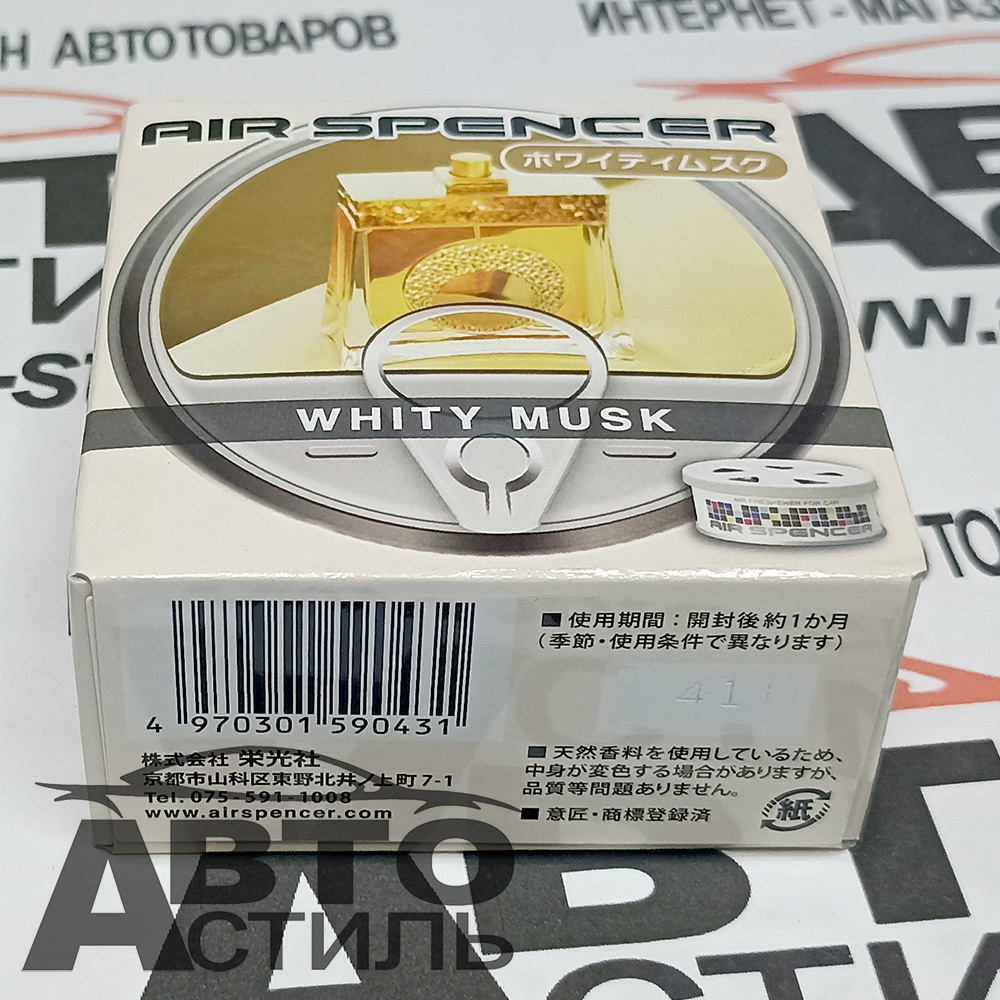 Н АВТОТОВАРОВ
ИНТЕРНЕТ - МАГАЗ
AIR SPENCER
ホワイティムスク
WHITY MUSK
AIR FRESHENER FOR CAR
AIR SPENCER
4 970301 590431
■使用期間：開封後約1か月
（季節・使用条件で異なります）
41
株式会社 栄光社
京都市山科区東野北井ノ上町7-1
Tel. 075-591-1008
www.airspencer.com
■天然香料を使用しているため、
中身が変色する場合がありますが、
品質等問題ありません。
■意匠・商標登録済
紙
АВТО
СТИЛЬ